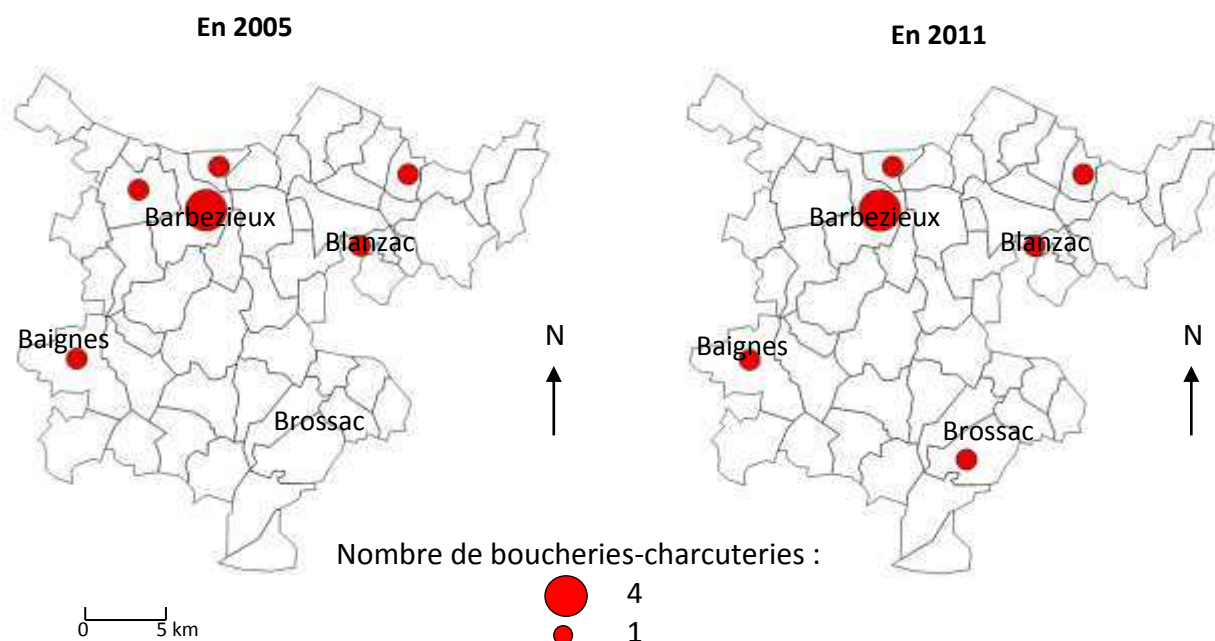 En 2005
En 2011
Barbezieux
Blanzac
Baignes
Brossac
N
Barbezieux
Blanzac
Baignes
Brossac
N
Nombre de boucheries-charcuteries :
4
1
0 5 km